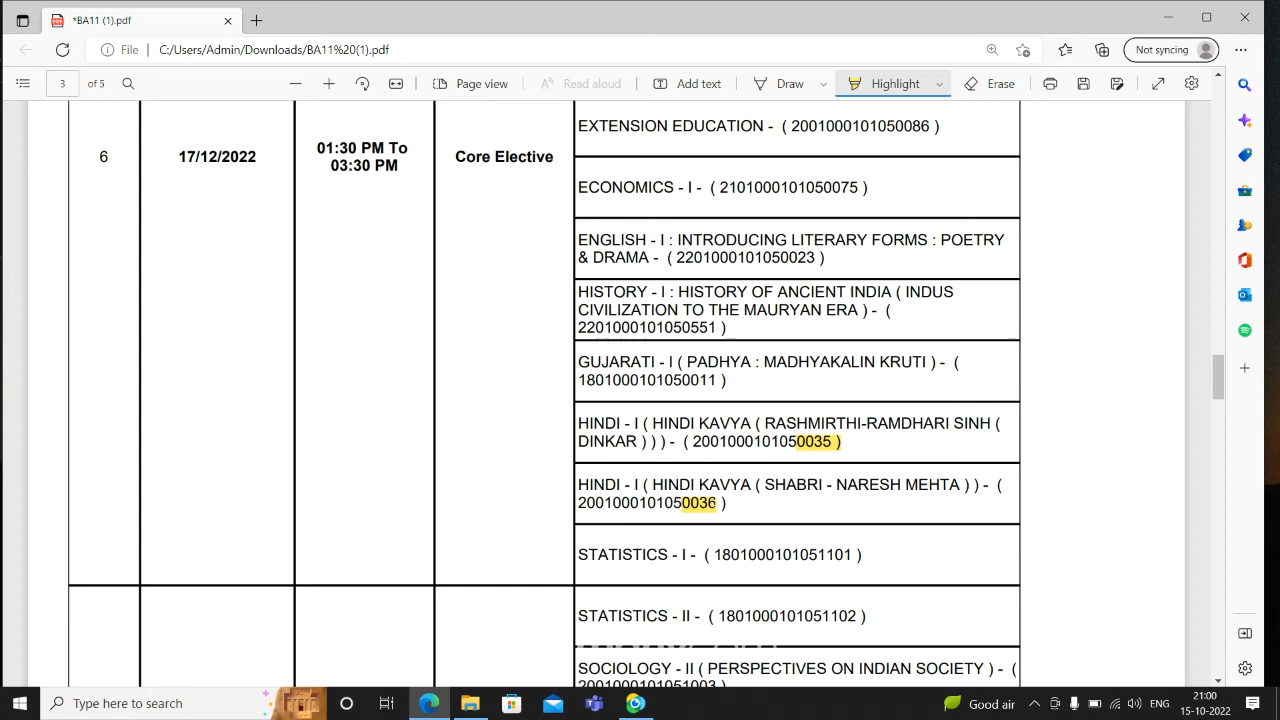 *BA11 (1).pdf
File
C:/Users/Admin/Downloads/BA11%20(1).pdf
Not syncing
3 of 5
Page view
Read aloud
Add text
Draw
Highlight
Erase
6
17/12/2022
01:30 PM To
03:30 PM
Core Elective
EXTENSION EDUCATION - ( 2001000101050086 )
ECONOMICS - I - ( 2101000101050075 )
ENGLISH - I : INTRODUCING LITERARY FORMS : POETRY
& DRAMA - ( 2201000101050023 )
HISTORY - I : HISTORY OF ANCIENT INDIA ( INDUS
CIVILIZATION TO THE MAURYAN ERA ) - (
2201000101050551 )
GUJARATI - I ( PADHYA : MADHYAKALIN KRUTI ) - (
1801000101050011 )
HINDI - I ( HINDI KAVYA ( RASHMIRTHI-RAMDHARI SINH (
DINKAR ) ) ) - ( 2001000101050035 )
HINDI - I ( HINDI KAVYA ( SHABRI - NARESH MEHTA ) ) - (
2001000101050036 )
STATISTICS - I - ( 1801000101051101 )
STATISTICS - II - ( 1801000101051102 )
SOCIOLOGY - II ( PERSPECTIVES ON INDIAN SOCIETY ) - (
2001000101051003 )
Type here to search
Good air
ENG
21:00
15-10-2022